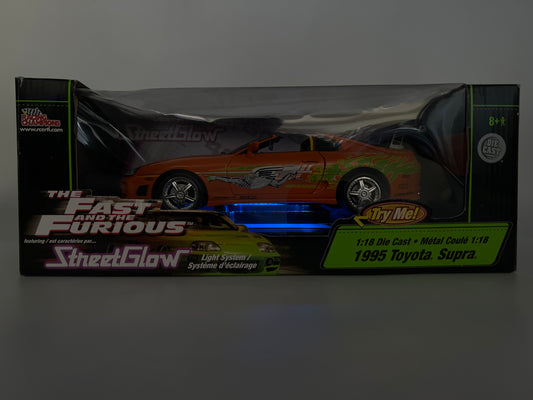 RACING CHAMPIONS
www.rcertl.com
StreetGlow
8+
DIE CAST
Try Me!
THE
FAST
AND THE
FURIOUS™
featuring / est caractérisé par...
StreetGlow
Light System /
Système d'éclairage
1:18 Die Cast • Métal Coulé 1:18
1995 Toyota. Supra.